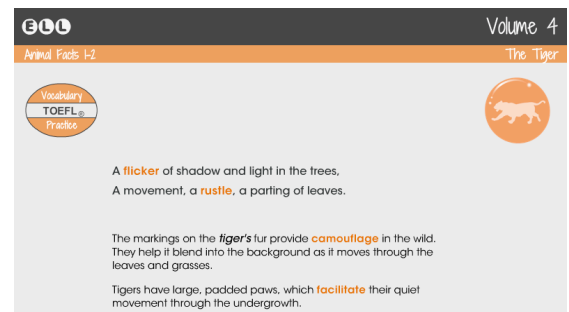 ELL
Volume 4
Animal Facts 1-2
The Tiger
Vocabulary
TOEFL®
Practice
A flicker of shadow and light in the trees,
A movement, a rustle, a parting of leaves.
The markings on the tiger's fur provide camouflage in the wild.
They help it blend into the background as it moves through the
leaves and grasses.
Tigers have large, padded paws, which facilitate their quiet
movement through the undergrowth.